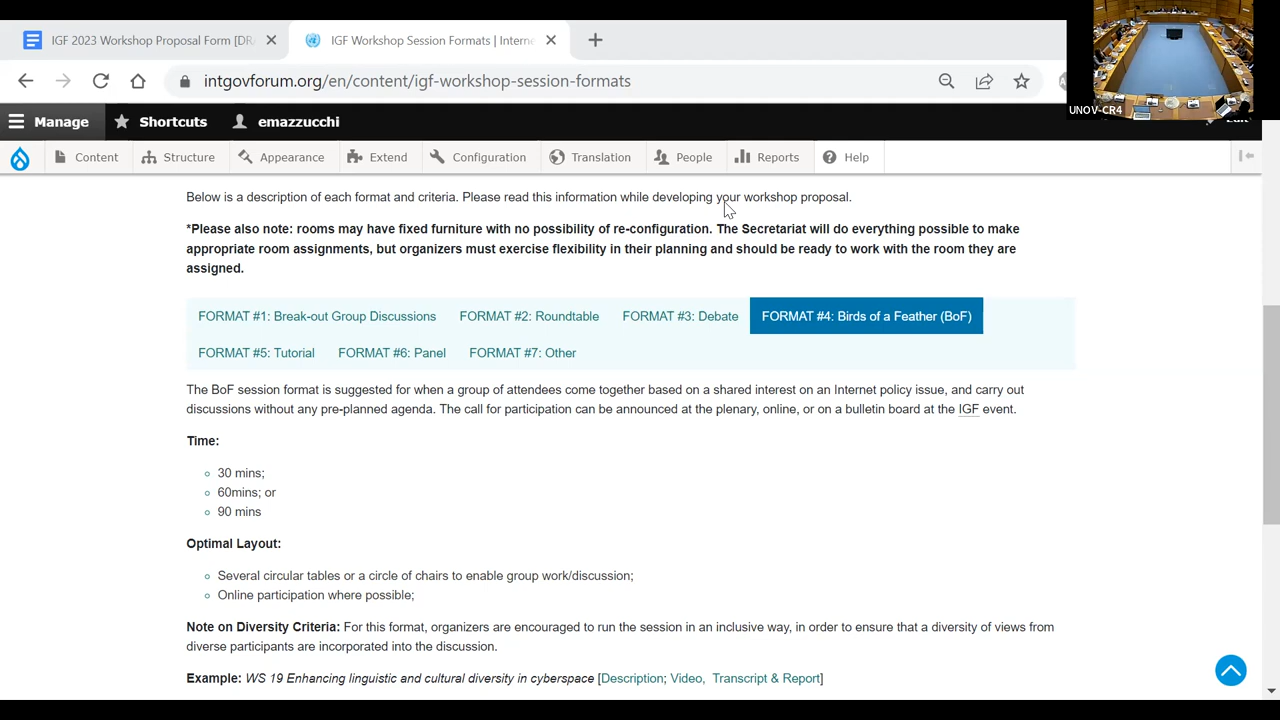 IGF 2023 Workshop Proposal Form [DR
IGF Workshop Session Formats | Intern
intgovforum.org/en/content/igf-workshop-session-formats
UNOV-CR4
Manage Shortcuts emazzucchi
Content Structure Appearance Extend Configuration Translation People Reports Help
Below is a description of each format and criteria. Please read this information while developing your workshop proposal.
*Please also note: rooms may have fixed furniture with no possibility of re-configuration. The Secretariat will do everything possible to make
appropriate room assignments, but organizers must exercise flexibility in their planning and should be ready to work with the room they are
assigned.
FORMAT #1: Break-out Group Discussions FORMAT #2: Roundtable FORMAT #3: Debate FORMAT #4: Birds of a Feather (BoF)
FORMAT #5: Tutorial FORMAT #6: Panel FORMAT #7: Other
The BoF session format is suggested for when a group of attendees come together based on a shared interest on an Internet policy issue, and carry out
discussions without any pre-planned agenda. The call for participation can be announced at the plenary, online, or on a bulletin board at the IGF event.
Time:
30 mins;
60mins; or
90 mins
Optimal Layout:
Several circular tables or a circle of chairs to enable group work/discussion;
Online participation where possible;
Note on Diversity Criteria: For this format, organizers are encouraged to run the session in an inclusive way, in order to ensure that a diversity of views from
diverse participants are incorporated into the discussion.
Example: WS 19 Enhancing linguistic and cultural diversity in cyberspace [Description; Video, Transcript & Report]